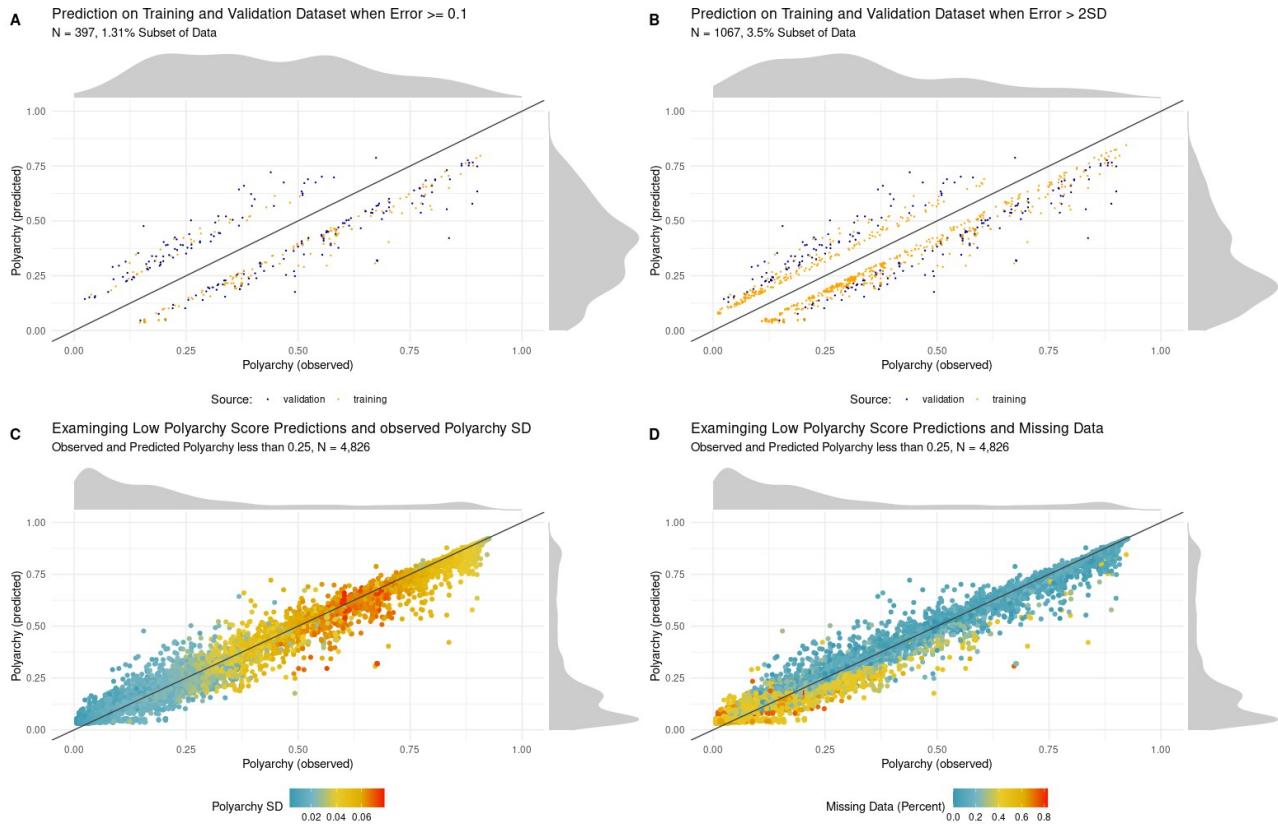 A
Prediction on Training and Validation Dataset when Error >= 0.1
N = 397, 1.31% Subset of Data
1.00
0.75
0.50
0.25
0.00
Polyarchy (predicted)
0.00 0.25 0.50 0.75 1.00
Polyarchy (observed)
Source: validation training
B
Prediction on Training and Validation Dataset when Error > 2SD
N = 1067, 3.5% Subset of Data
1.00
0.75
0.50
0.25
0.00
Polyarchy (predicted)
0.00 0.25 0.50 0.75 1.00
Polyarchy (observed)
Source: validation training
C
Examinging Low Polyarchy Score Predictions and observed Polyarchy SD
Observed and Predicted Polyarchy less than 0.25, N = 4,826
1.00
0.75
0.50
0.25
0.00
Polyarchy (predicted)
0.00 0.25 0.50 0.75 1.00
Polyarchy (observed)
Polyarchy SD
0.02 0.04 0.06
D
Examinging Low Polyarchy Score Predictions and Missing Data
Observed and Predicted Polyarchy less than 0.25, N = 4,826
1.00
0.75
0.50
0.25
0.00
Polyarchy (predicted)
0.00 0.25 0.50 0.75 1.00
Polyarchy (observed)
Missing Data (Percent)
0.0 0.2 0.4 0.6 0.8